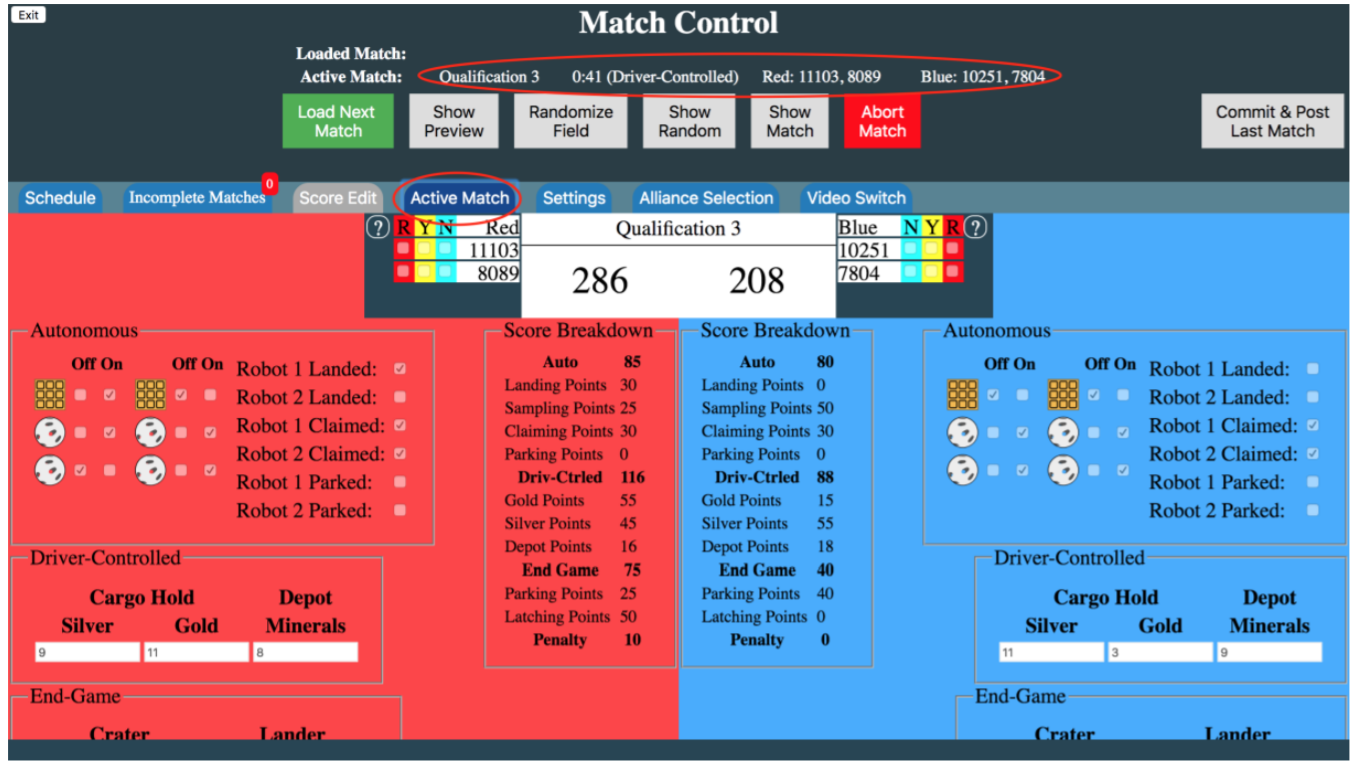 Exit
Match Control
Loaded Match:
Active Match: Qualification 3 0:41 (Driver-Controlled) Red: 11103, 8089 Blue: 10251, 7804
Load Next Match
Show Preview
Randomize Field
Show Random
Show Match
Abort Match
Commit & Post Last Match
Schedule
Incomplete Matches
0
Score Edit
Active Match
Settings
Alliance Selection
Video Switch
? R Y N Red
11103
8089
Qualification 3
286 208
Blue N Y R ?
10251
7804
Autonomous
Off On Off On
Robot 1 Landed:
Robot 2 Landed:
Robot 1 Claimed:
Robot 2 Claimed:
Robot 1 Parked:
Robot 2 Parked:
Driver-Controlled
Cargo Hold Depot
Silver Gold Minerals
9 11 8
End-Game
Crater Lander
Score Breakdown
Auto 85
Landing Points 30
Sampling Points 25
Claiming Points 30
Parking Points 0
Driv-Ctrled 116
Gold Points 55
Silver Points 45
Depot Points 16
End Game 75
Parking Points 25
Latching Points 50
Penalty 10
Score Breakdown
Auto 80
Landing Points 0
Sampling Points 50
Claiming Points 30
Parking Points 0
Driv-Ctrled 88
Gold Points 15
Silver Points 55
Depot Points 18
End Game 40
Parking Points 40
Latching Points 0
Penalty 0
Autonomous
Off On Off On
Robot 1 Landed:
Robot 2 Landed:
Robot 1 Claimed:
Robot 2 Claimed:
Robot 1 Parked:
Robot 2 Parked:
Driver-Controlled
Cargo Hold Depot
Silver Gold Minerals
11 3 9
End-Game
Crater Lander